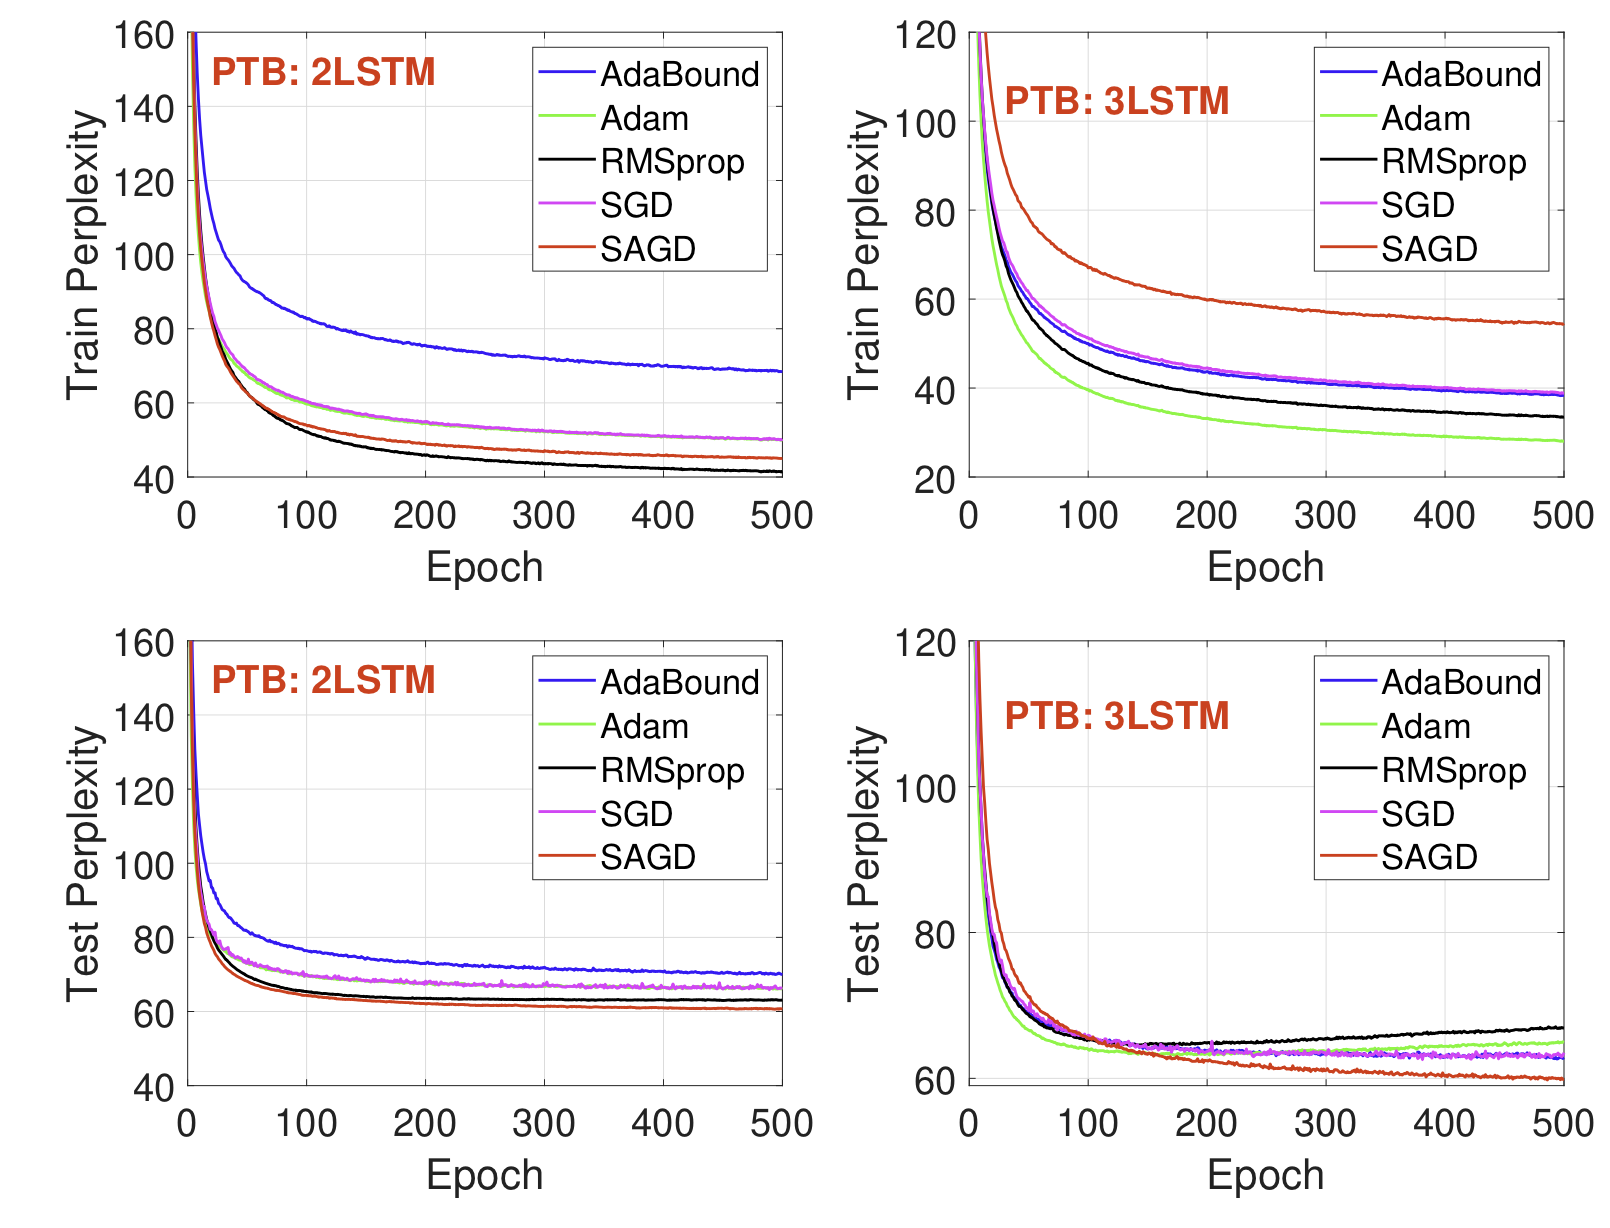 160
140
120
100
80
60
40
Train Perplexity
PTB: 2LSTM
AdaBound
Adam
RMSprop
SGD
SAGD
0 100 200 300 400 500
Epoch
120
100
80
60
40
20
Train Perplexity
PTB: 3LSTM
AdaBound
Adam
RMSprop
SGD
SAGD
0 100 200 300 400 500
Epoch
160
140
120
100
80
60
40
Test Perplexity
PTB: 2LSTM
AdaBound
Adam
RMSprop
SGD
SAGD
0 100 200 300 400 500
Epoch
120
100
80
60
Test Perplexity
PTB: 3LSTM
AdaBound
Adam
RMSprop
SGD
SAGD
0 100 200 300 400 500
Epoch